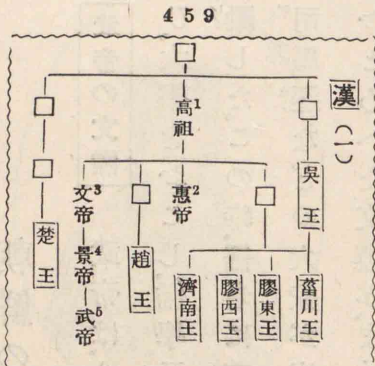 459
漢
(一)
高祖1
吳王
惠帝2
文帝3
景帝4
武帝5
楚王
趙王
菑川王
膠東王
膠西王
濟南王